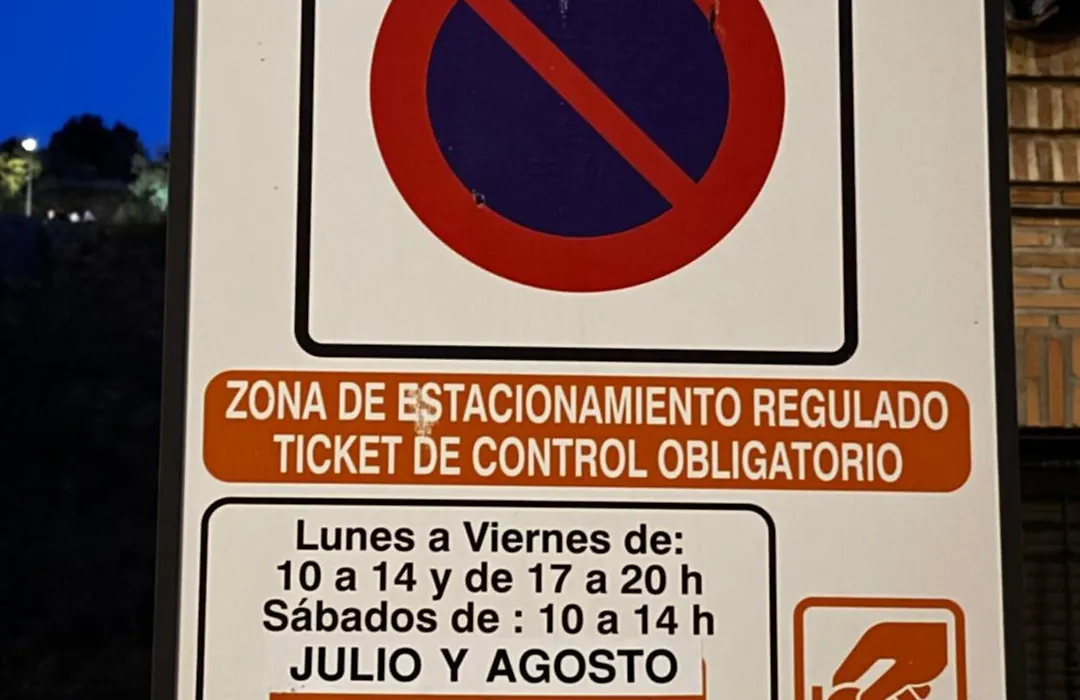 ZONA DE ESTACIONAMIENTO REGULADO
TICKET DE CONTROL OBLIGATORIO
Lunes a Viernes de:
10 a 14 y de 17 a 20 h
Sábados de : 10 a 14 h
JULIO Y AGOSTO